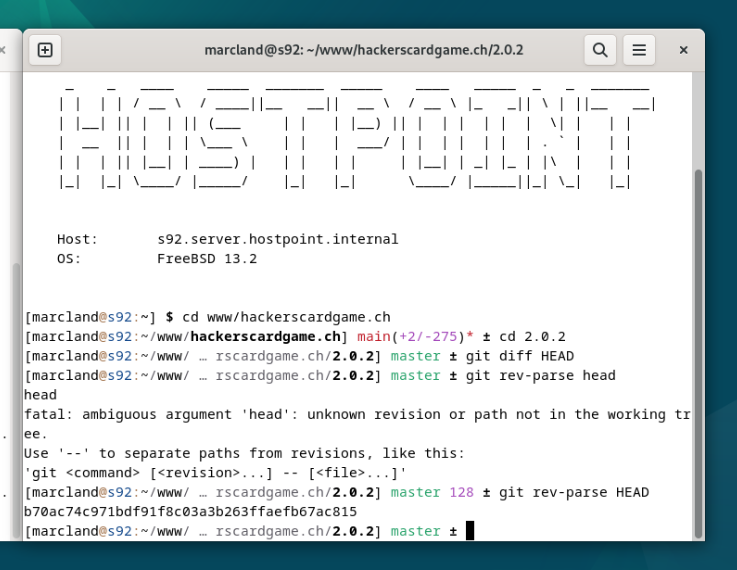 marcland@s92: ~/www/hackerscardgame.ch/2.0.2
HOSTPOINT
Host:       s92.server.hostpoint.internal
OS:         FreeBSD 13.2
[marcland@s92:~] $ cd www/hackerscardgame.ch
[marcland@s92:~/www/hackerscardgame.ch] main(+2/-275)* ± cd 2.0.2
[marcland@s92:~/www/ … rscardgame.ch/2.0.2] master ± git diff HEAD
[marcland@s92:~/www/ … rscardgame.ch/2.0.2] master ± git rev-parse head
head
fatal: ambiguous argument 'head': unknown revision or path not in the working tr
ee.
Use '--' to separate paths from revisions, like this:
'git <command> [<revision>...] -- [<file>...]'
[marcland@s92:~/www/ … rscardgame.ch/2.0.2] master 128 ± git rev-parse HEAD
b70ac74c971bdf91f8c03a3b263ffaefb67ac815
[marcland@s92:~/www/ … rscardgame.ch/2.0.2] master ±